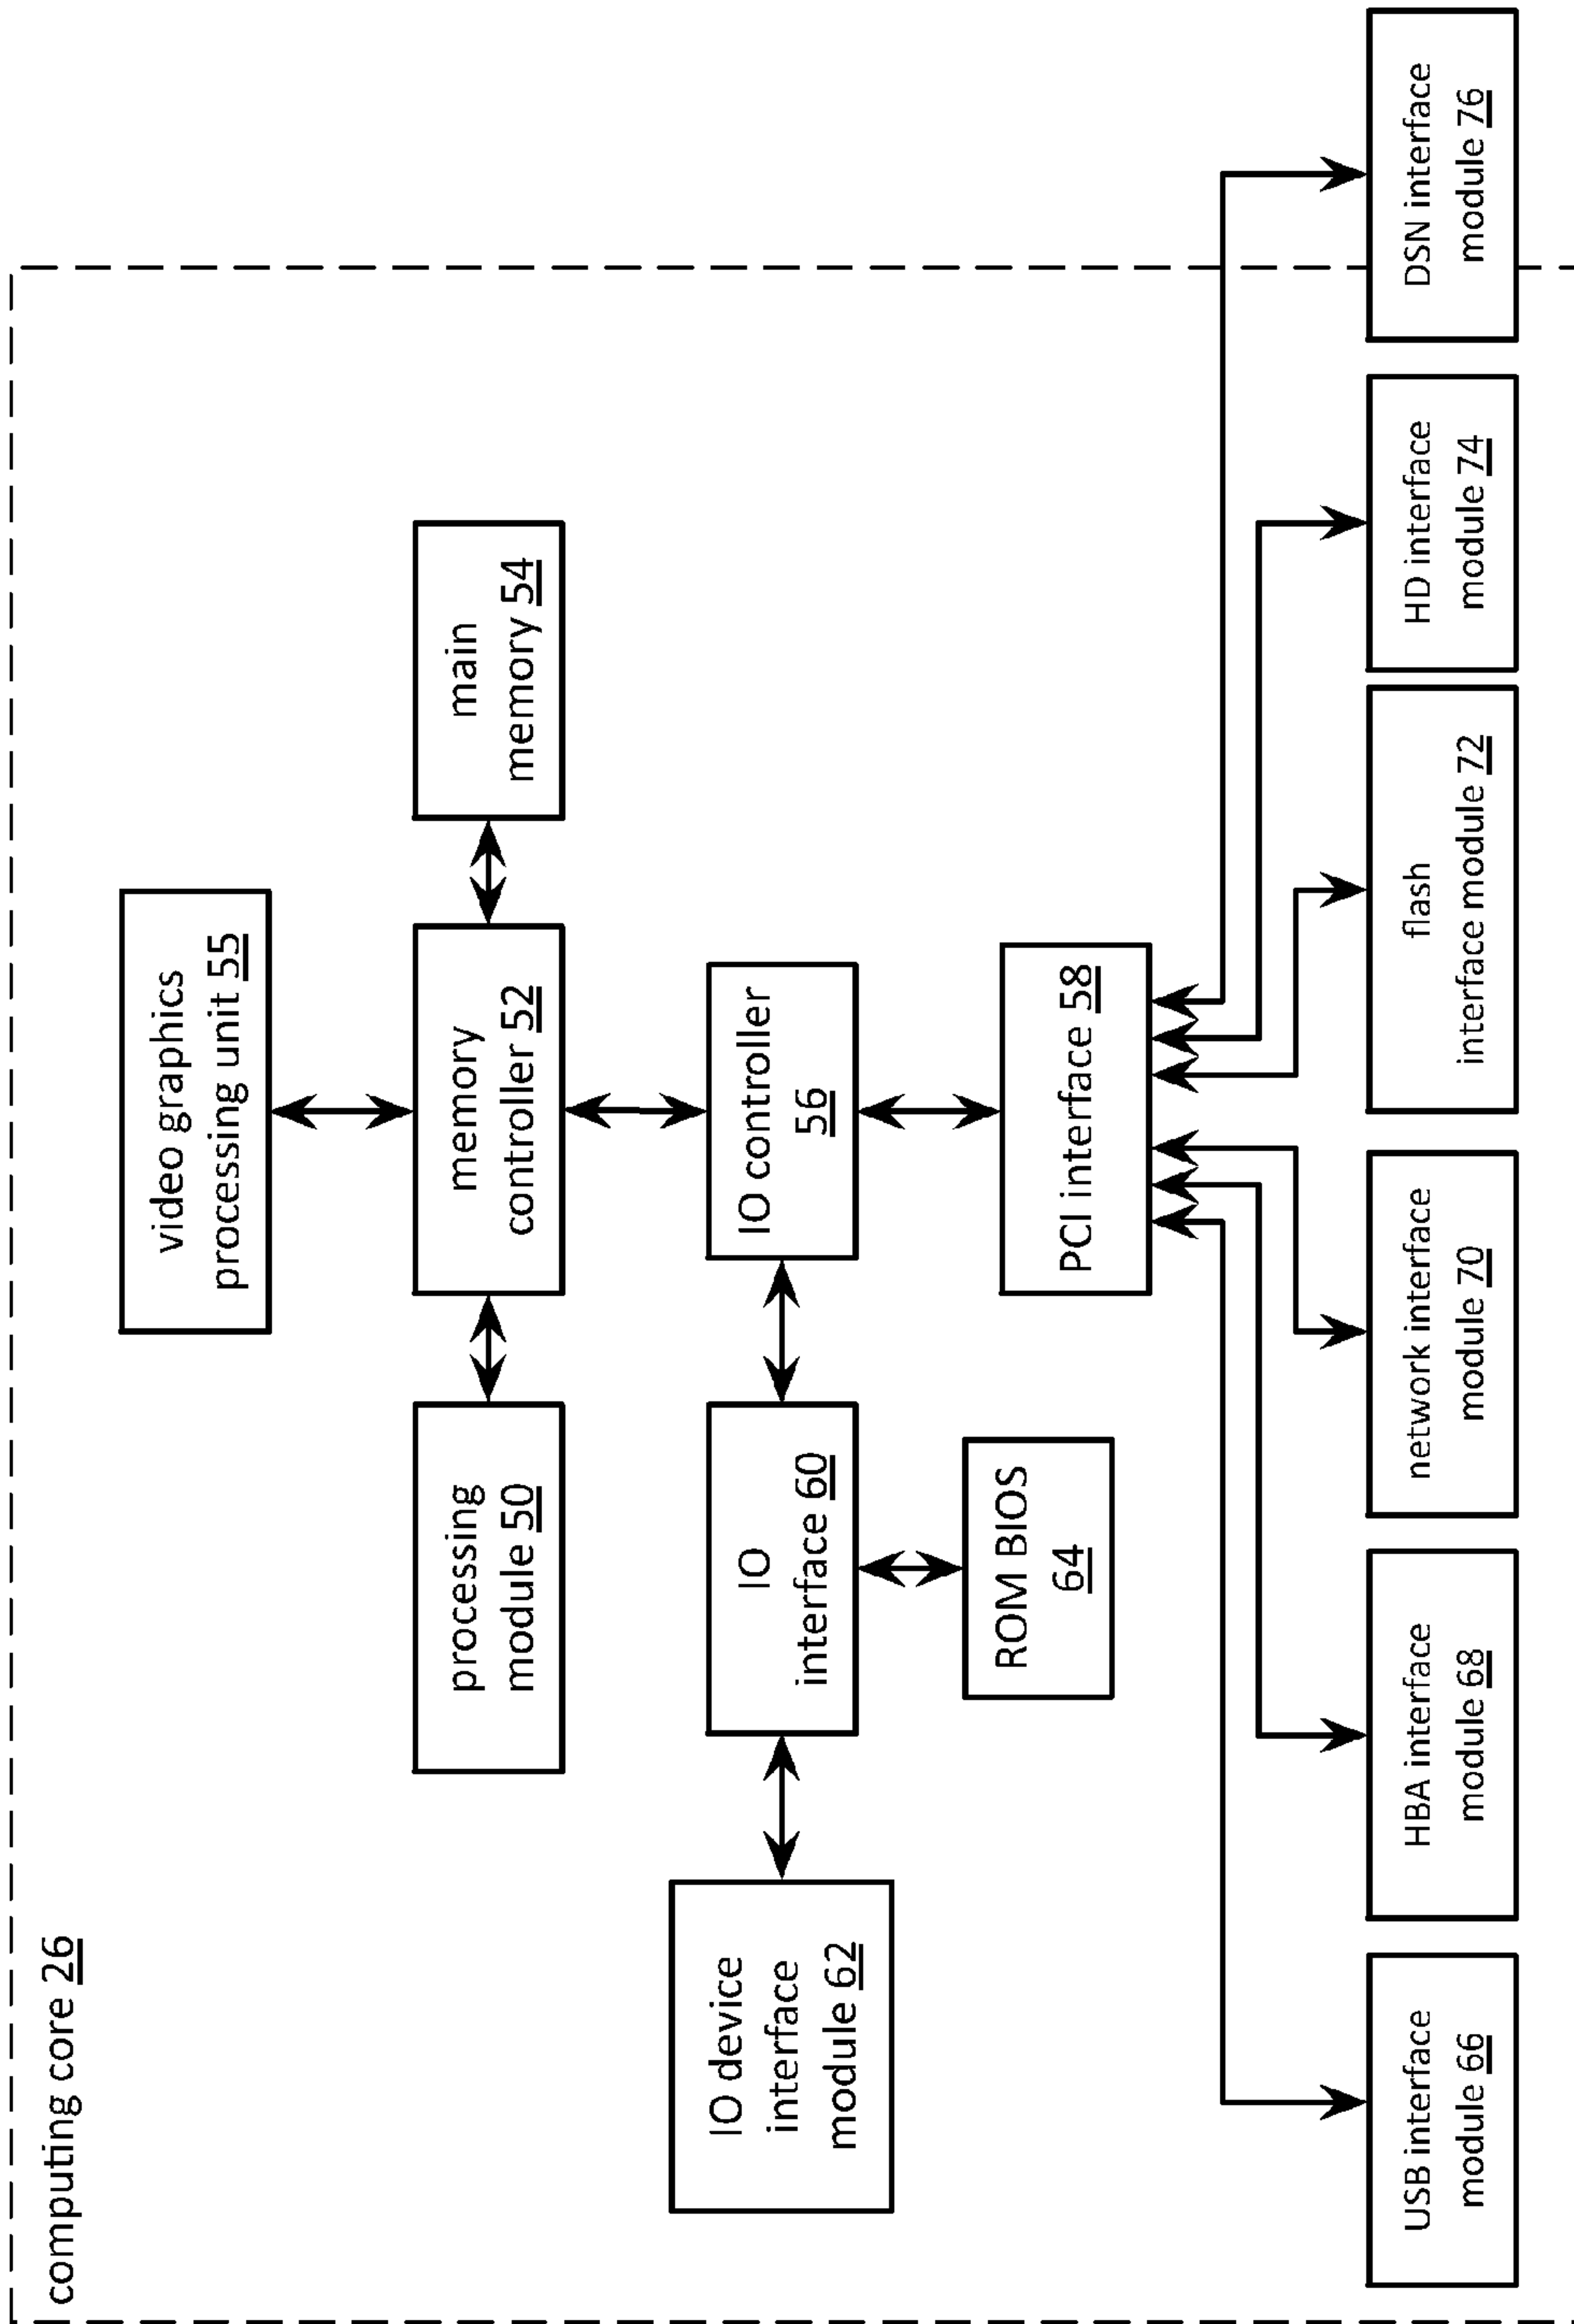 computing core 26
video graphics
processing unit 55
processing
module 50
memory
controller 52
main
memory 54
IO device
interface
module 62
IO
interface 60
IO controller
56
ROM BIOS
64
PCI interface 58
USB interface
module 66
HBA interface
module 68
network interface
module 70
flash
interface module 72
HD interface
module 74
DSN interface
module 76